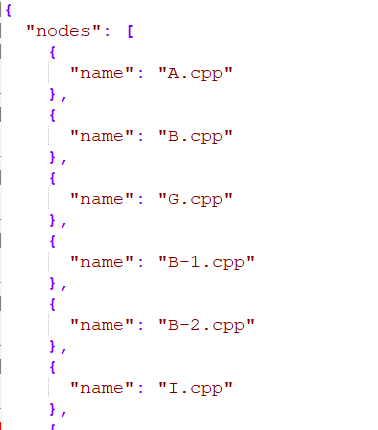 {
"nodes": [
{
"name": "A.cpp"
},
{
"name": "B.cpp"
},
{
"name": "G.cpp"
},
{
"name": "B-1.cpp"
},
{
"name": "B-2.cpp"
},
{
"name": "I.cpp"
},
{